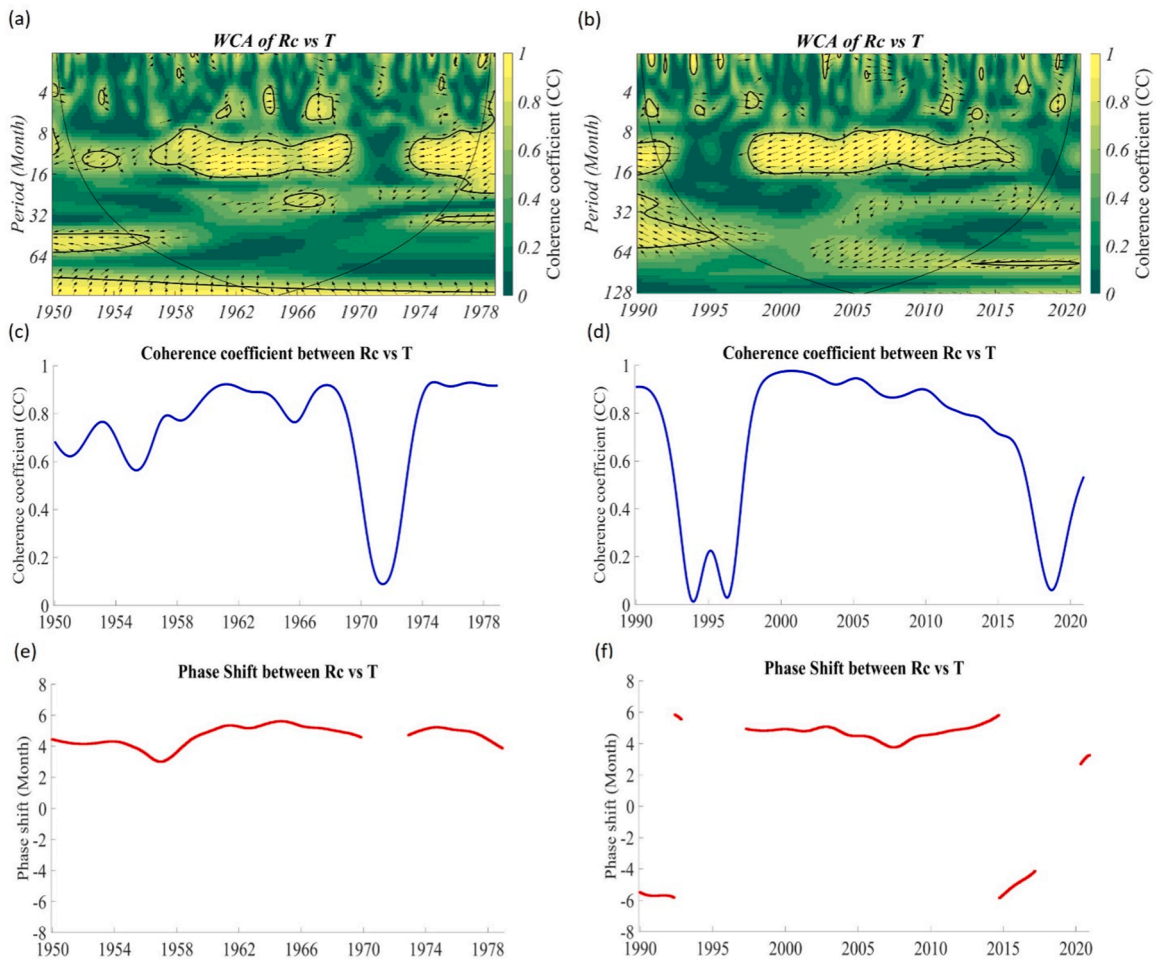 (a)
WCA of Rc vs T
Period (Month)
4
8
16
32
64
1950 1954 1958 1962 1966 1970 1974 1978
1
0.8
0.6
0.4
0.2
0
Coherence coefficient (CC)
(b)
WCA of Rc vs T
Period (Month)
4
8
16
32
64
128
1990 1995 2000 2005 2010 2015 2020
1
0.8
0.6
0.4
0.2
0
Coherence coefficient (CC)
(c)
Coherence coefficient between Rc vs T
Coherence coefficient (CC)
1
0.8
0.6
0.4
0.2
0
1950 1954 1958 1962 1966 1970 1974 1978
(d)
Coherence coefficient between Rc vs T
Coherence coefficient (CC)
1
0.8
0.6
0.4
0.2
0
1990 1995 2000 2005 2010 2015 2020
(e)
Phase Shift between Rc vs T
Phase shift (Month)
8
6
4
2
0
-2
-4
-6
-8
1950 1954 1958 1962 1966 1970 1974 1978
(f)
Phase Shift between Rc vs T
Phase shift (Month)
8
6
4
2
0
-2
-4
-6
-8
1990 1995 2000 2005 2010 2015 2020